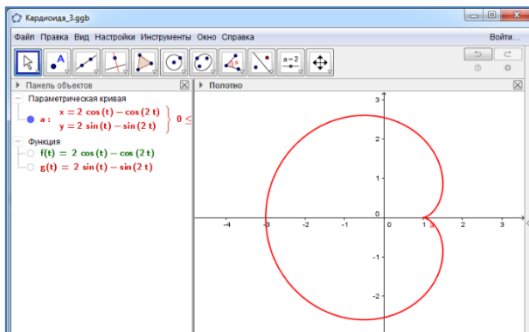 Кардисида_3.ggb
Файл Правка Вид Настройки Инструменты Окно Справка
Войти...
A
a=2
Панель объектов
Полотно
Параметрическая кривая
a : x = 2 cos(t) − cos(2 t)
y = 2 sin(t) − sin(2 t) } 0 ≤
Функция
f(t) = 2 cos(t) − cos(2 t)
g(t) = 2 sin(t) − sin(2 t)
3
2
1
-4 -3 -2 -1 0 0 1 a 2 3
-1
-2